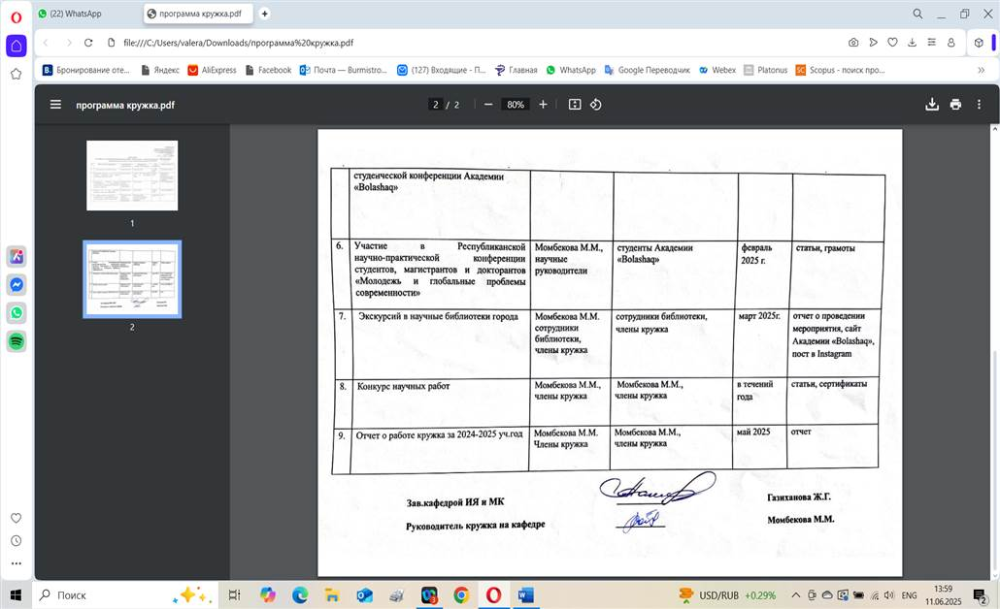 (22) WhatsApp
программа кружка.pdf
file:///C:/Users/valera/Downloads/программа%20кружка.pdf
Бронирование оте...
Яндекс
AliExpress
Facebook
Почта — Burmistro...
(127) Входящие - П...
Главная
WhatsApp
Google Переводчик
Webex
Platonus
Scopus - поиск про...
программа кружка.pdf
2 / 2
80%
1
2
студенческой конференции Академии
«Bolashaq»
6.
Участие в Республиканской
научно-практической конференции
студентов, магистрантов и докторантов
«Молодежь и глобальные проблемы
современности»
Момбекова М.М.,
научные
руководители
студенты Академии
«Bolashaq»
февраль
2025 г.
статьи, грамоты
7.
Экскурсий в научные библиотеки города
Момбекова М.М.
сотрудники
библиотеки,
члены кружка
сотрудники библиотеки,
члены кружка
март 2025г.
отчет о проведении
мероприятия, сайт
Академии «Bolashaq»,
пост в Instagram
8.
Конкурс научных работ
Момбекова М.М.,
члены кружка
Момбекова М.М.,
члены кружка
в течений
года
статьи, сертификаты
9.
Отчет о работе кружка за 2024-2025 уч.год
Момбекова М.М.
Члены кружка
Момбекова М.М.,
члены кружка
май 2025
отчет
Зав.кафедрой ИЯ и МК
Газиханова Ж.Г.
Руководитель кружка на кафедре
Момбекова М.М.
Поиск
USD/RUB +0.29%
ENG
13:59
11.06.2025
2